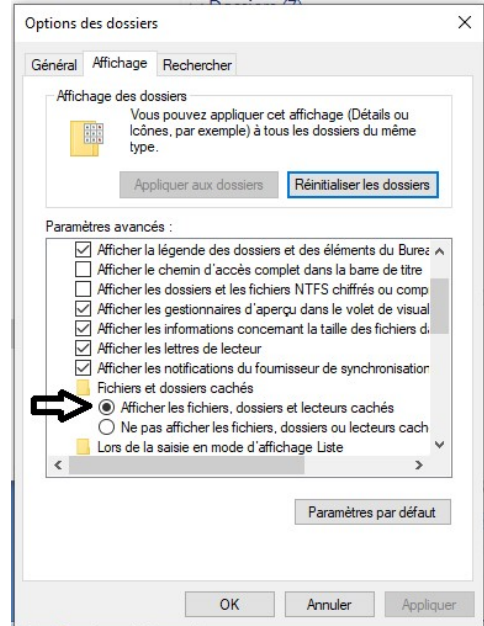 Options des dossiers
Général Affichage Rechercher
Affichage des dossiers
Vous pouvez appliquer cet affichage (Détails ou
Icônes, par exemple) à tous les dossiers du même
type.
Appliquer aux dossiers Réinitialiser les dossiers
Paramètres avancés :
Afficher la légende des dossiers et des éléments du Burea
Afficher le chemin d'accès complet dans la barre de titre
Afficher les dossiers et les fichiers NTFS chiffrés ou comp
Afficher les gestionnaires d'aperçu dans le volet de visual
Afficher les informations concernant la taille des fichiers da
Afficher les lettres de lecteur
Afficher les notifications du fournisseur de synchronisation
Fichiers et dossiers cachés
Afficher les fichiers, dossiers et lecteurs cachés
Ne pas afficher les fichiers, dossiers ou lecteurs cach
Lors de la saisie en mode d'affichage Liste
Paramètres par défaut
OK Annuler Appliquer